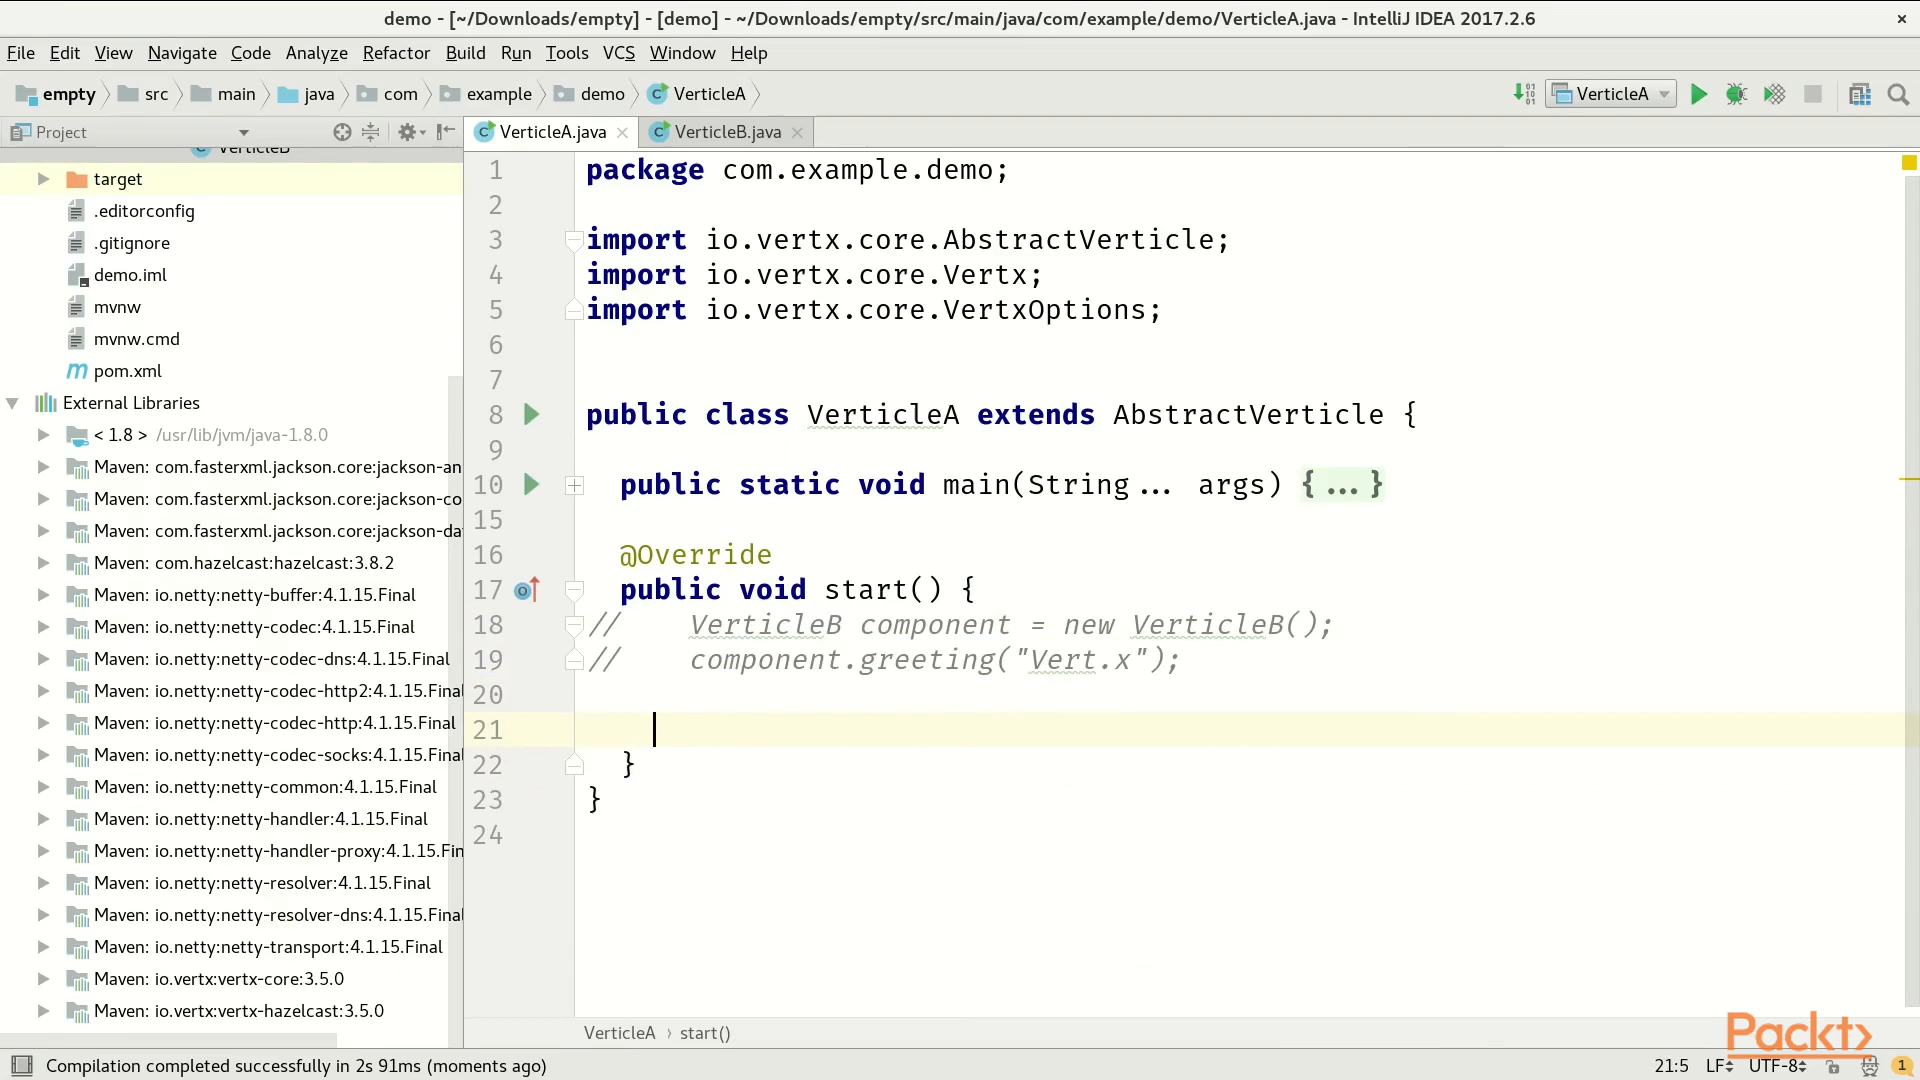 demo - [~/Downloads/empty] - [demo] - ~/Downloads/empty/src/main/java/com/example/demo/VerticleA.java - IntelliJ IDEA 2017.2.6
File Edit View Navigate Code Analyze Refactor Build Run Tools VCS Window Help
empty src main java com example demo VerticleA
VerticleA
Project
VerticleB
target
.editorconfig
.gitignore
demo.iml
mvnw
mvnw.cmd
pom.xml
External Libraries
< 1.8 > /usr/lib/jvm/java-1.8.0
Maven: com.fasterxml.jackson.core:jackson-an
Maven: com.fasterxml.jackson.core:jackson-co
Maven: com.fasterxml.jackson.core:jackson-da
Maven: com.hazelcast:hazelcast:3.8.2
Maven: io.netty:netty-buffer:4.1.15.Final
Maven: io.netty:netty-codec:4.1.15.Final
Maven: io.netty:netty-codec-dns:4.1.15.Final
Maven: io.netty:netty-codec-http2:4.1.15.Final
Maven: io.netty:netty-codec-http:4.1.15.Final
Maven: io.netty:netty-codec-socks:4.1.15.Final
Maven: io.netty:netty-common:4.1.15.Final
Maven: io.netty:netty-handler:4.1.15.Final
Maven: io.netty:netty-handler-proxy:4.1.15.Fin
Maven: io.netty:netty-resolver:4.1.15.Final
Maven: io.netty:netty-resolver-dns:4.1.15.Final
Maven: io.netty:netty-transport:4.1.15.Final
Maven: io.vertx:vertx-core:3.5.0
Maven: io.vertx:vertx-hazelcast:3.5.0
VerticleA.java VerticleB.java
1 package com.example.demo;
2
3 import io.vertx.core.AbstractVerticle;
4 import io.vertx.core.Vertx;
5 import io.vertx.core.VertxOptions;
6
7
8 public class VerticleA extends AbstractVerticle {
9
10 public static void main(String... args) {...}
15
16 @Override
17 public void start() {
18 // VerticleB component = new VerticleB();
19 // component.greeting("Vert.x");
20
21
22 }
23 }
24
VerticleA › start()
Packt>
Compilation completed successfully in 2s 91ms (moments ago)
21:5 LF UTF-8 1